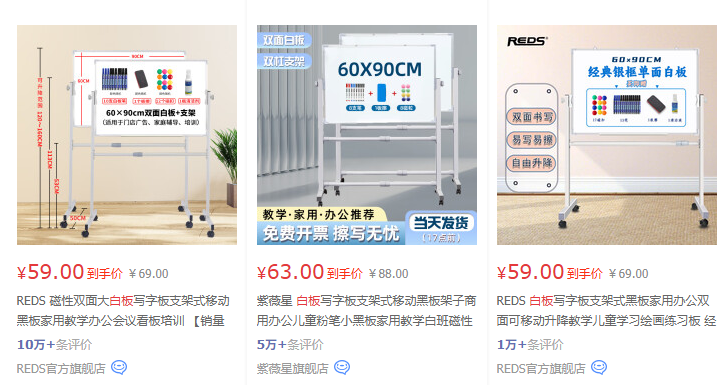 90CM
60CM
可升降范围：120/-160CM
113CM
53CM
50CM
60×90cm双面白板+支架
(适用于门店广告、家庭辅导、培训)
¥59.00 到手价 ¥69.00
REDS 磁性双面大白板写字板支架式移动
黑板家用教学办公会议看板培训 【销量
10万+条评价
REDS官方旗舰店
双面白板
双杠支架
60X90CM
教学·家用·办公推荐
免费开票 擦写无忧
当天发货
(17点前)
¥63.00 到手价 ¥88.00
紫薇星 白板写字板支架式移动黑板架子商
用办公儿童粉笔小黑板家用教学白班磁性
5万+条评价
紫薇星旗舰店
REDS
60×90CM
经典银框单面白板
双面书写
易写易擦
自由升降
¥59.00 到手价 ¥69.00
REDS 白板写字板支架式黑板家用办公双
面可移动升降教学儿童学习绘画练习板 经
1万+条评价
REDS官方旗舰店